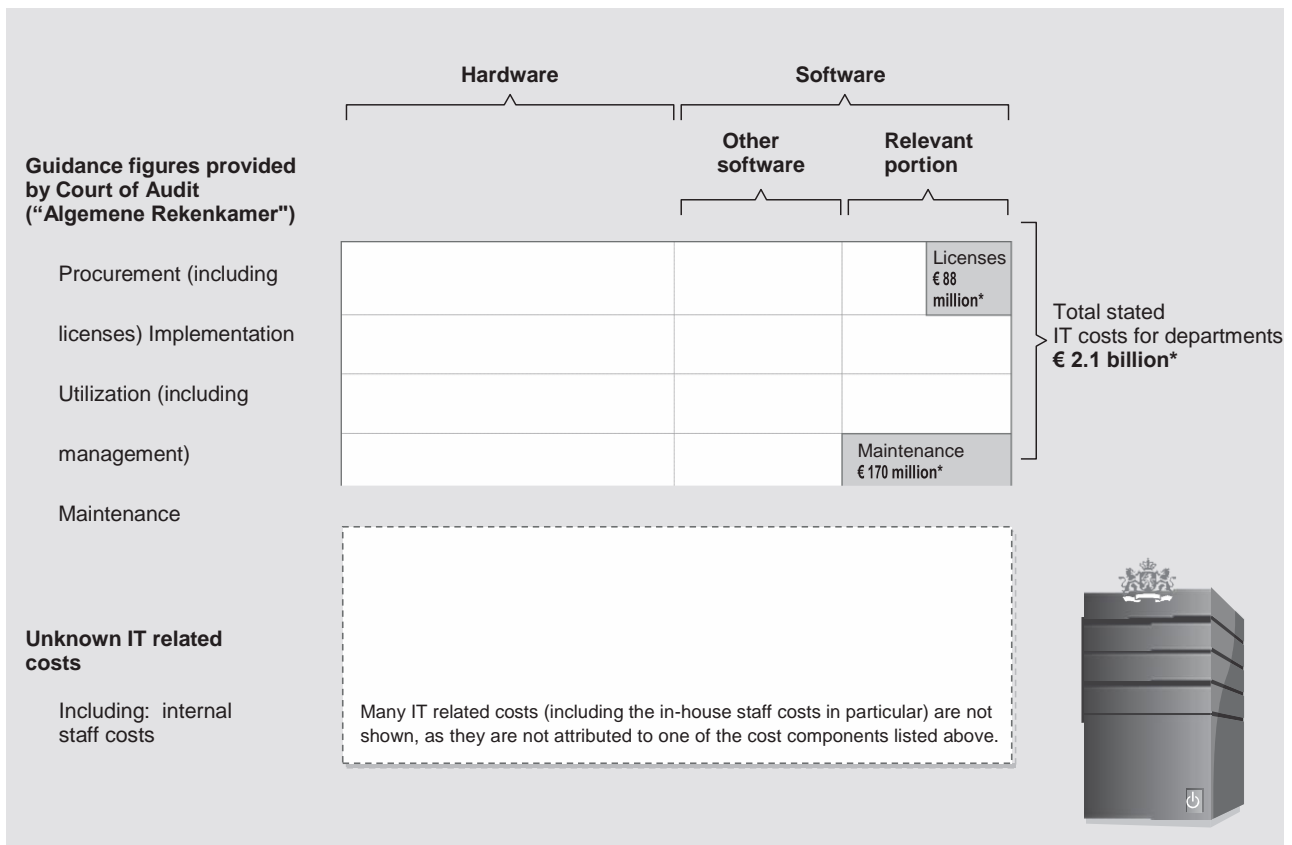 Hardware
Software
Other
software
Relevant
portion
Guidance figures provided
by Court of Audit
(“Algemene Rekenkamer")
Procurement (including
licenses) Implementation
Utilization (including
management)
Maintenance
Licenses
€ 88
million*
Maintenance
€ 170 million*
Total stated
IT costs for departments
€ 2.1 billion*
Unknown IT related
costs
Including: internal
staff costs
Many IT related costs (including the in-house staff costs in particular) are not
shown, as they are not attributed to one of the cost components listed above.